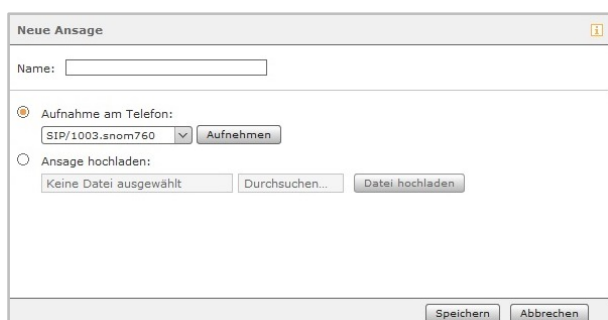 Neue Ansage
Name:
Aufnahme am Telefon:
SIP/1003.snom760 Aufnehmen
Ansage hochladen:
Keine Datei ausgewählt Durchsuchen... Datei hochladen
Speichern Abbrechen